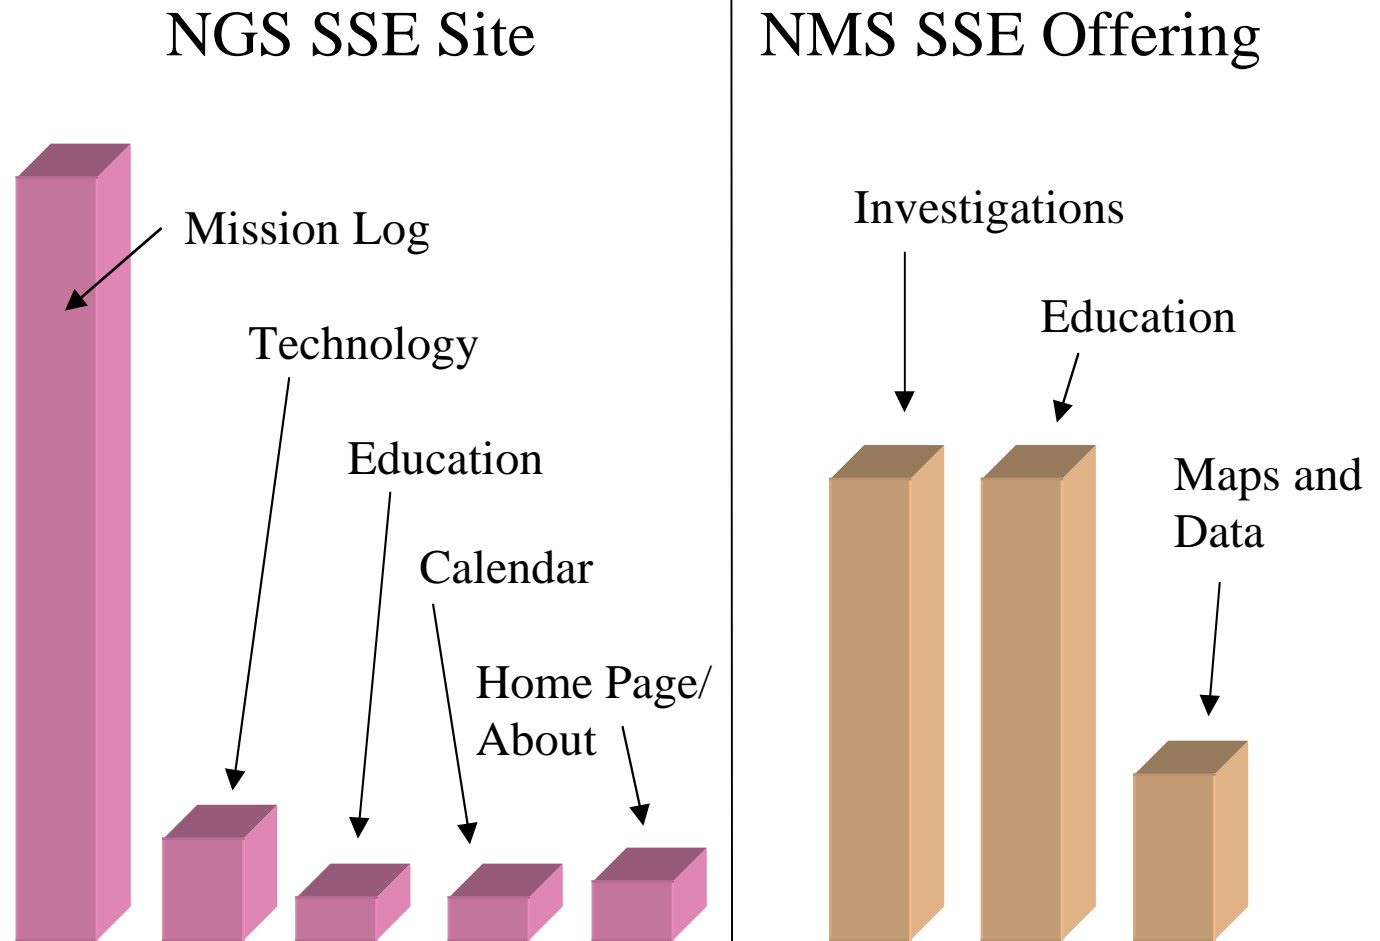 NGS SSE Site
Mission Log
Technology
Education
Calendar
Home Page/
About
NMS SSE Offering
Investigations
Education
Maps and
Data